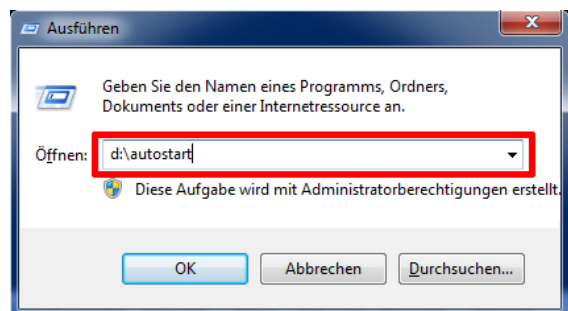 Ausführen
Geben Sie den Namen eines Programms, Ordners,
Dokuments oder einer Internetressource an.
Öffnen: d:\autostart
Diese Aufgabe wird mit Administratorberechtigungen erstellt.
OK Abbrechen Durchsuchen...